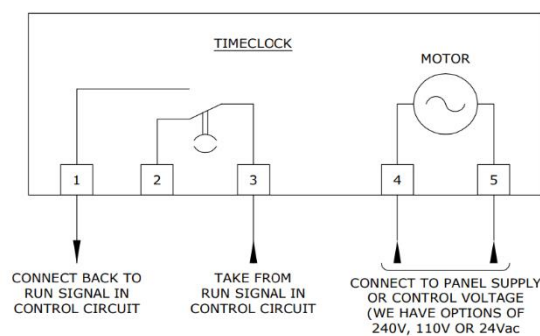 TIMECLOCK
MOTOR
1
2
3
4
5
CONNECT BACK TO
RUN SIGNAL IN
CONTROL CIRCUIT
TAKE FROM
RUN SIGNAL IN
CONTROL CIRCUIT
CONNECT TO PANEL SUPPLY
OR CONTROL VOLTAGE
(WE HAVE OPTIONS OF
240V, 110V OR 24Vac